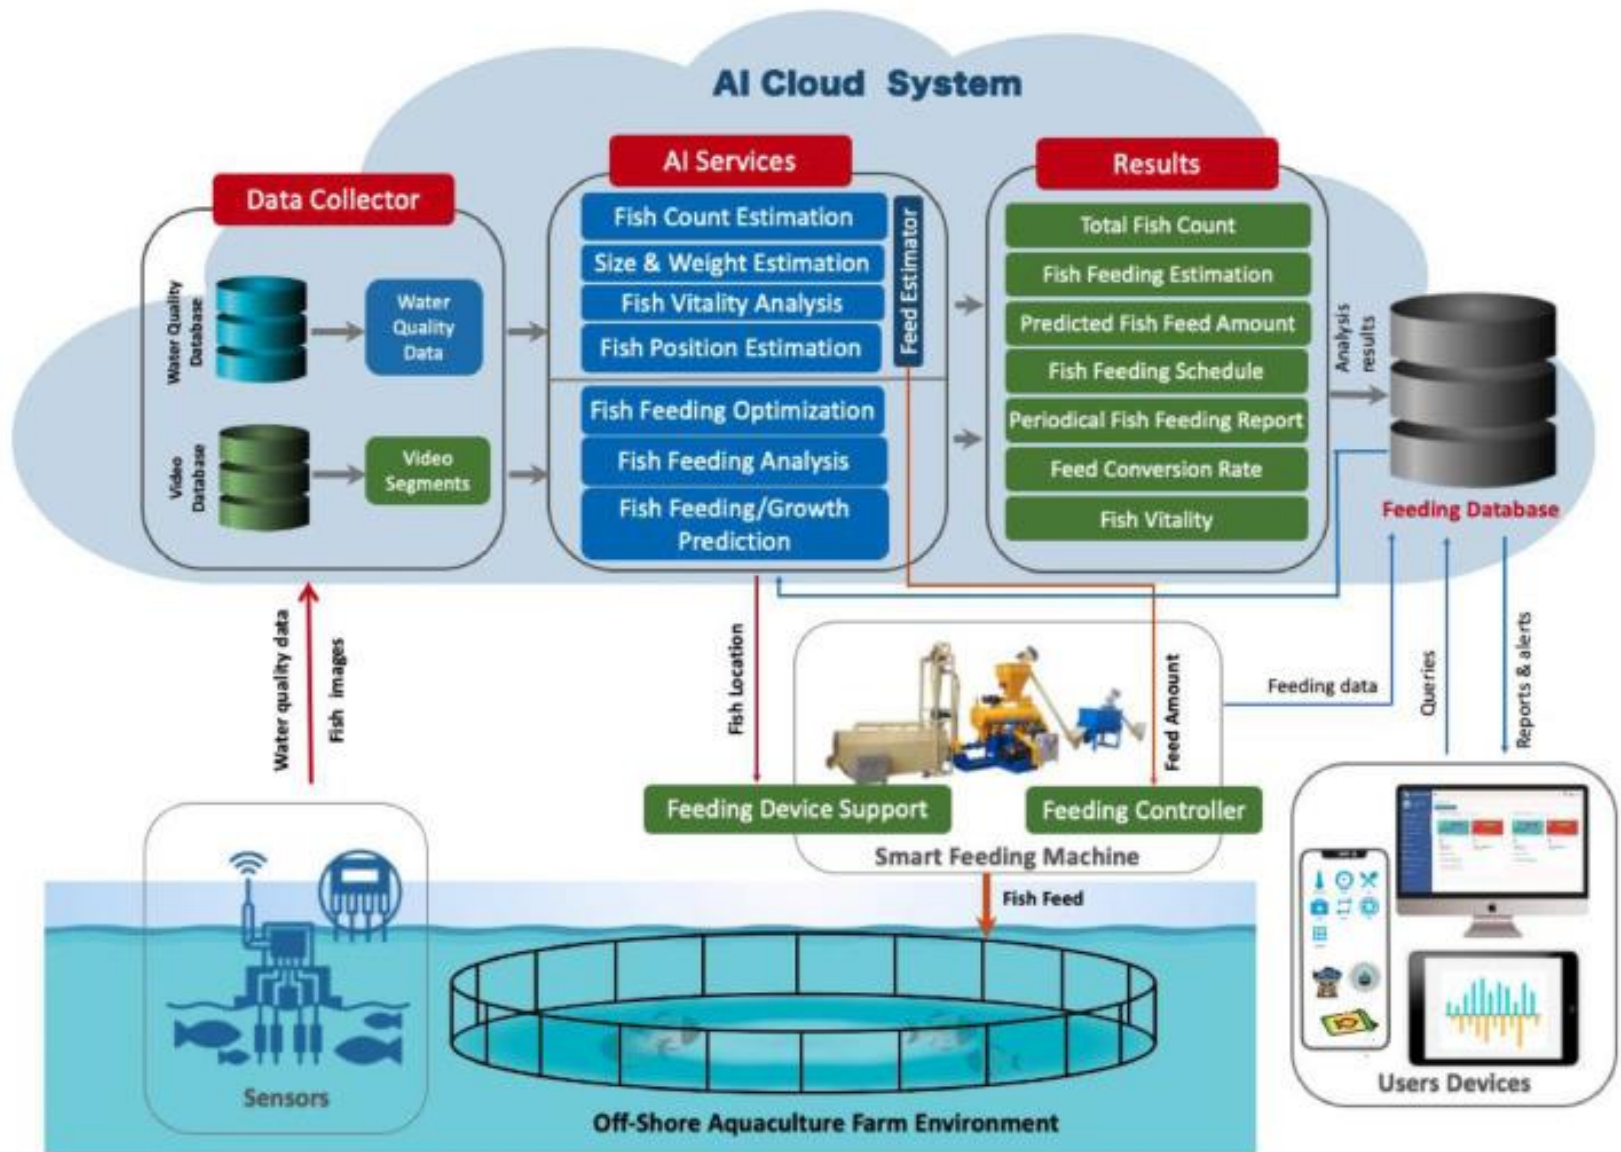 AI Cloud System
Data Collector
Water Quality
Database
Water
Quality
Data
Video
Database
Video
Segments
AI Services
Fish Count Estimation
Size & Weight Estimation
Fish Vitality Analysis
Fish Position Estimation
Feed Estimator
Fish Feeding Optimization
Fish Feeding Analysis
Fish Feeding/Growth
Prediction
Results
Total Fish Count
Fish Feeding Estimation
Predicted Fish Feed Amount
Fish Feeding Schedule
Periodical Fish Feeding Report
Feed Conversion Rate
Fish Vitality
Analysis
results
Feeding Database
Water quality data
Fish images
Fish Location
Feed Amount
Feeding data
Queries
Reports & alerts
Feeding Device Support
Feeding Controller
Smart Feeding Machine
Fish Feed
Sensors
Off-Shore Aquaculture Farm Environment
Users Devices